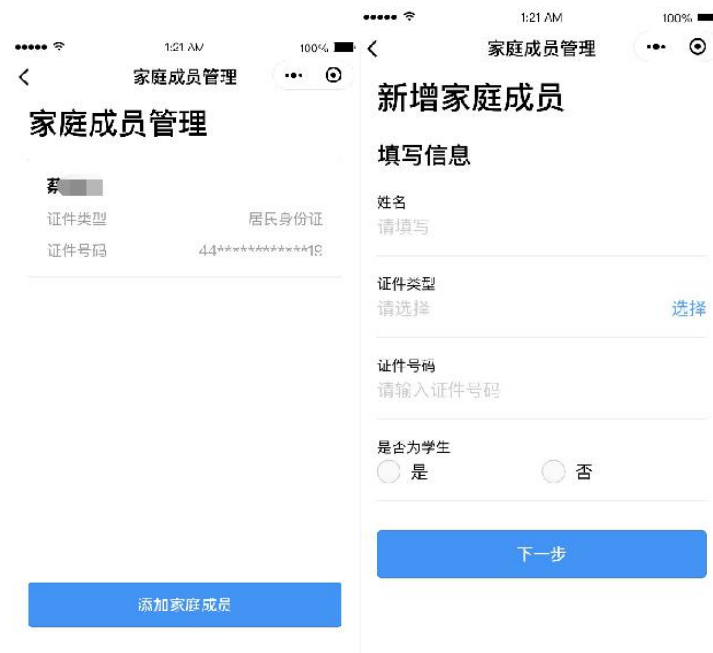 1:21 AM
100%
家庭成员管理
家庭成员管理
蔡
证件类型
居民身份证
证件号码
44************19
添加家庭成员
1:21 AM
100%
家庭成员管理
新增家庭成员
填写信息
姓名
请填写
证件类型
请选择
选择
证件号码
请输入证件号码
是否为学生
是
否
下一步